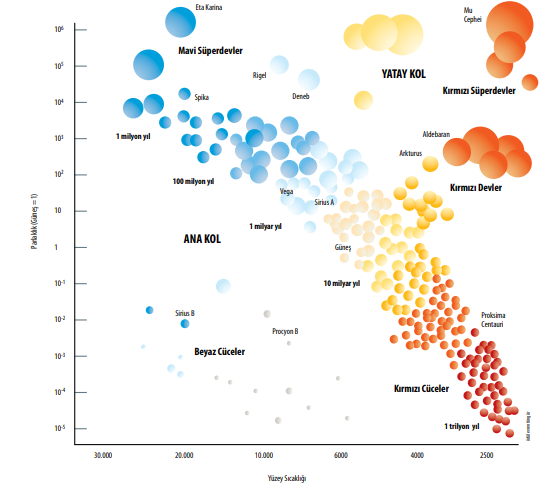 Eta Karina
Mu
Cephei
10⁶
Mavi Süperdevler
10⁵
Rigel
YATAY KOL
Deneb
Kırmızı Süperdevler
Spika
10⁴
1 milyon yıl
10³
Aldebaran
Arkturus
10²
100 milyon yıl
Kırmızı Devler
Vega
Sirius A
10
1 milyar yıl
ANA KOL
Parlaklık (Güneş = 1)
1
Güneş
10 milyar yıl
10⁻¹
Sirius B
Proksima
Centauri
10⁻²
Procyon B
Beyaz Cüceler
10⁻³
Kırmızı Cüceler
10⁻⁴
1 trilyon yıl
10⁻⁵
30.000 20.000 10.000 6000 4000 2500
Yüzey Sıcaklığı